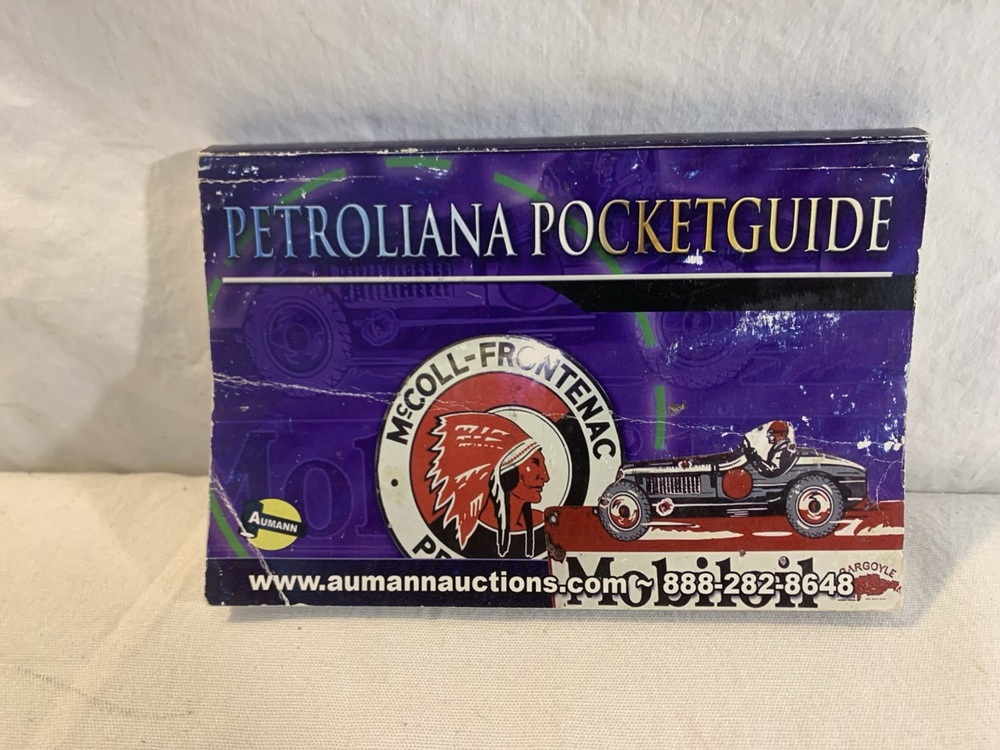 PETROLIANA POCKETGUIDE
McCOLL-FRONTENAC
AUMANN
Mobiloil
GARGOYLE
www.aumannauctions.com ~ 888-282-8648